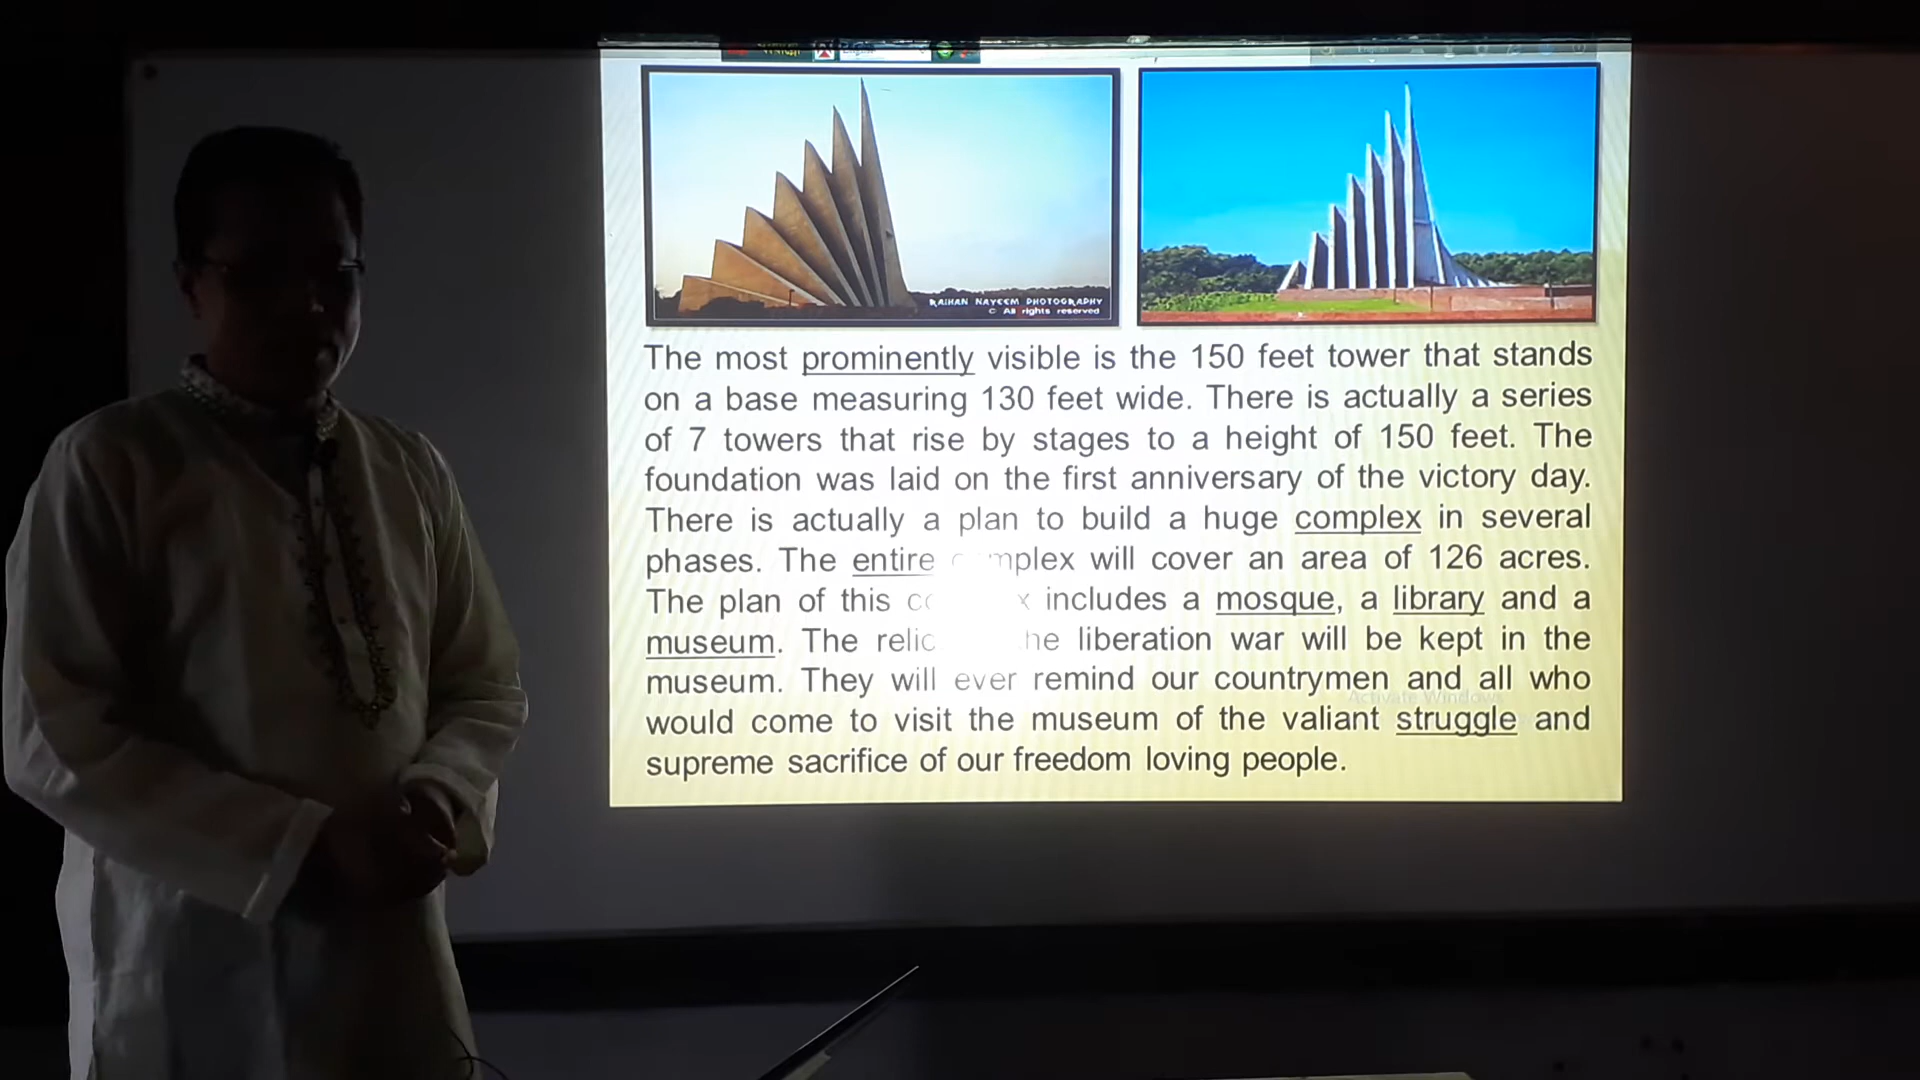 RAIHAN NAYEEM PHOTOGRAPHY
© All rights reserved
The most prominently visible is the 150 feet tower that stands
on a base measuring 130 feet wide. There is actually a series
of 7 towers that rise by stages to a height of 150 feet. The
foundation was laid on the first anniversary of the victory day.
There is actually a plan to build a huge complex in several
phases. The entire complex will cover an area of 126 acres.
The plan of this includes a mosque, a library and a
museum. The liberation war will be kept in the
museum. They will ever remind our countrymen and all who
would come to visit the museum of the valiant struggle and
supreme sacrifice of our freedom loving people.
Activate Windows